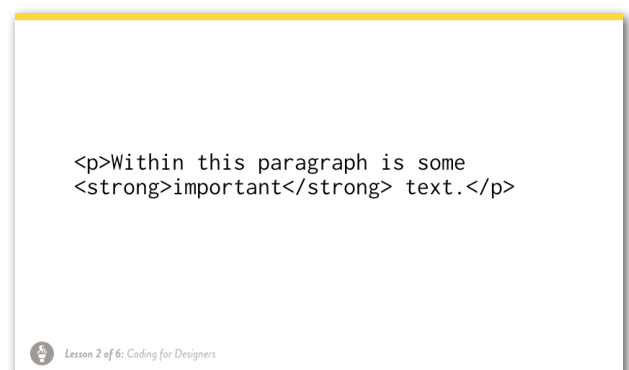 <p>Within this paragraph is some
<strong>important</strong> text.</p>
Lesson 2 of 6: Coding for Designers